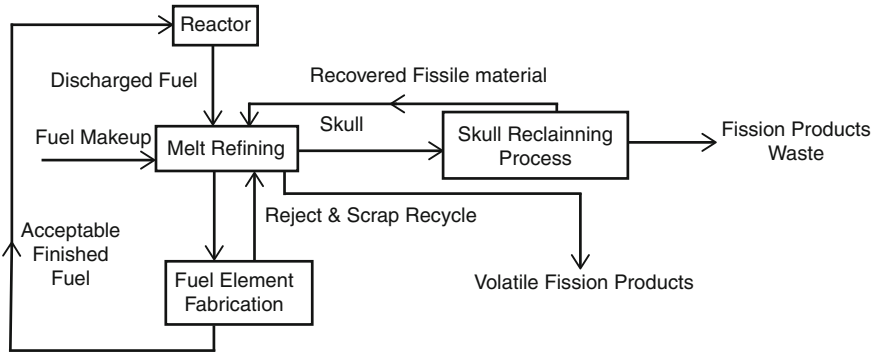 Reactor
Discharged Fuel
Recovered Fissile material
Fuel Makeup
Melt Refining
Skull
Skull Reclainning
Process
Fission Products
Waste
Reject & Scrap Recycle
Acceptable
Finished
Fuel
Fuel Element
Fabrication
Volatile Fission Products